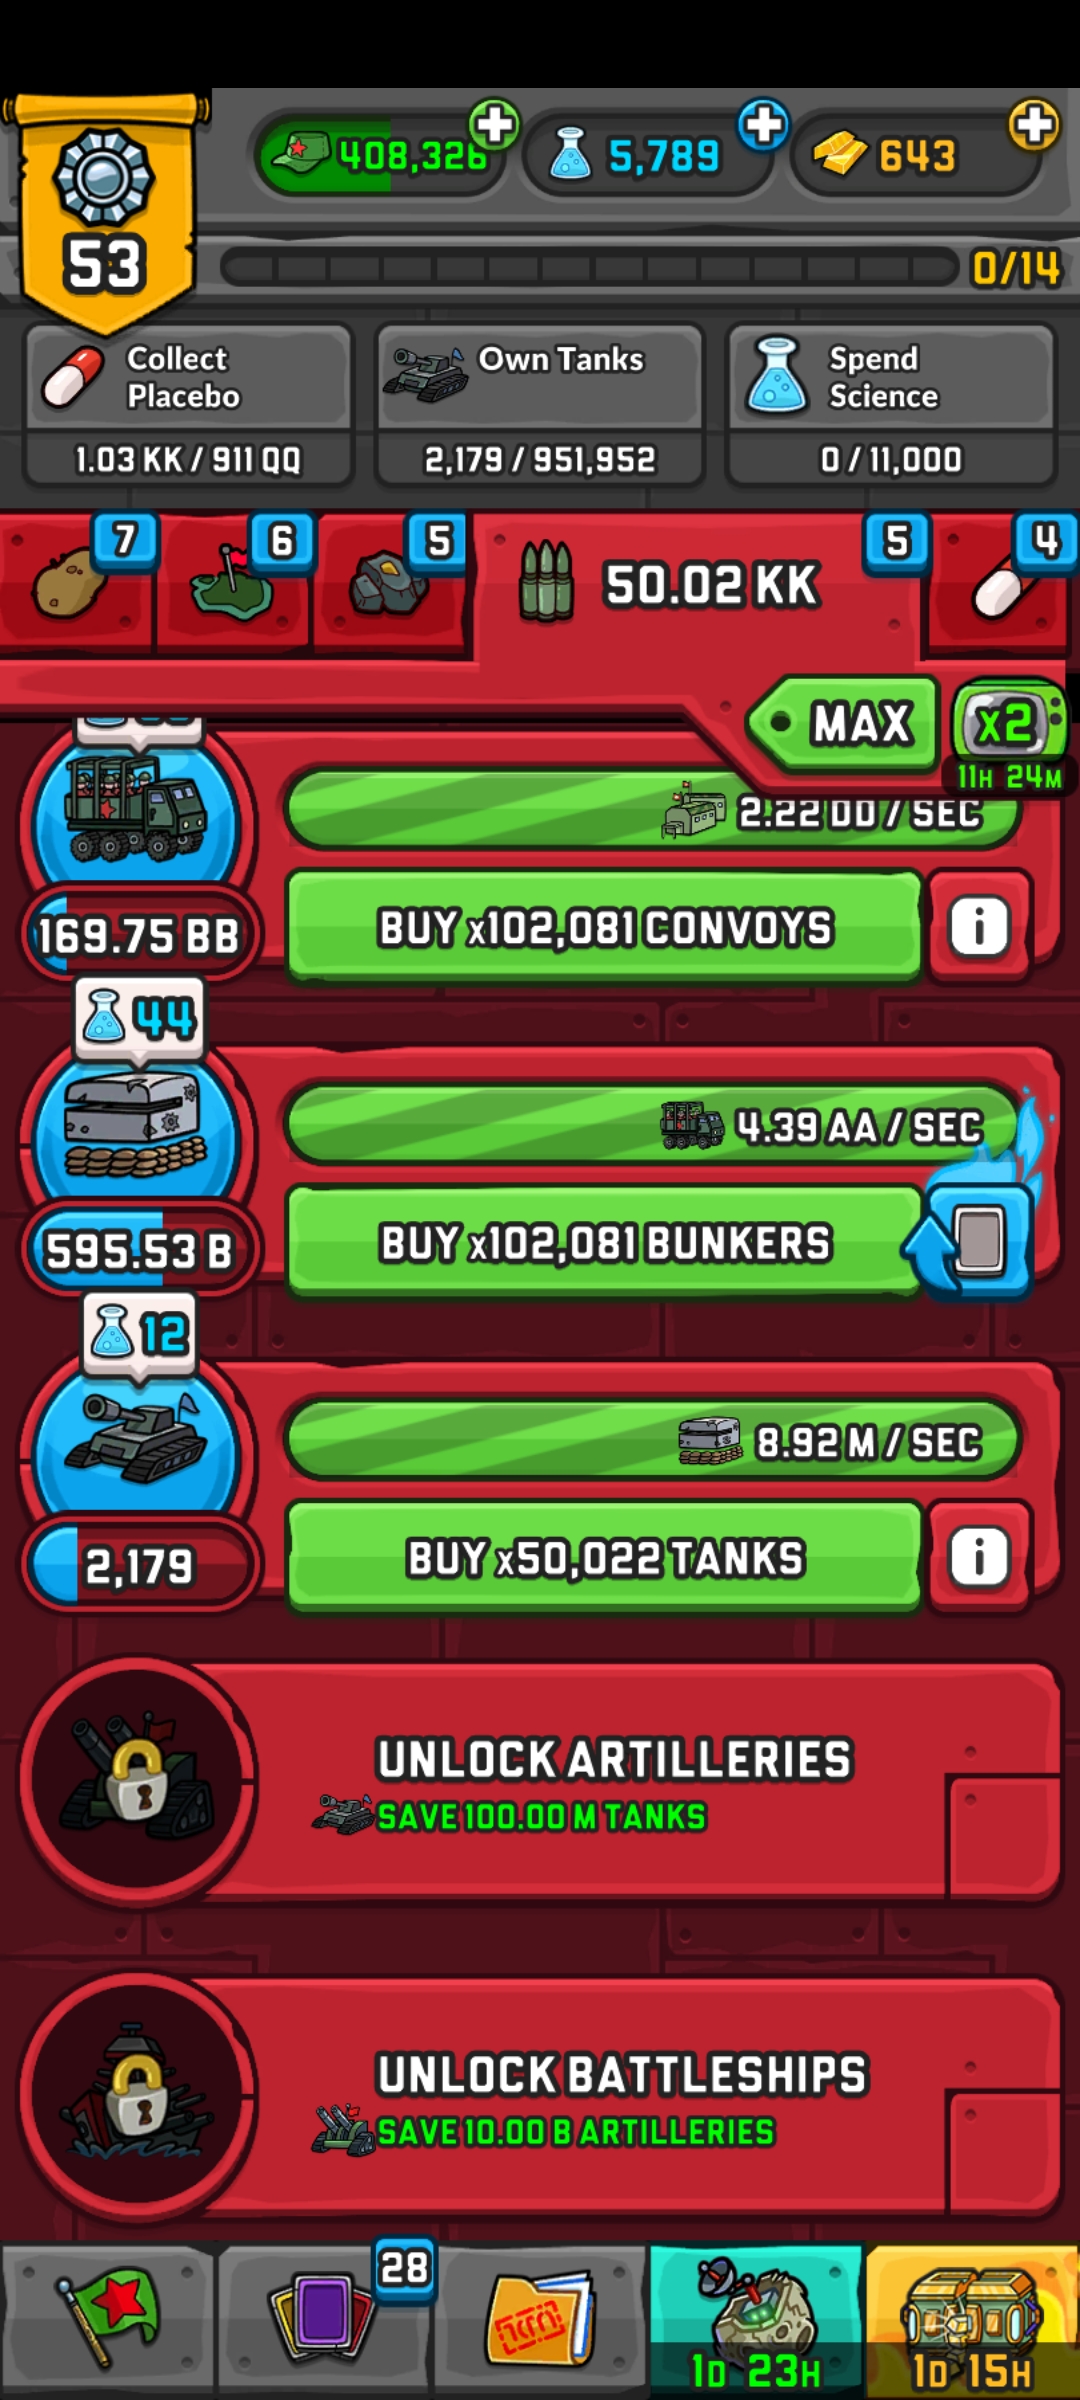 408,326
5,789
643
53
0/14
Collect
Placebo
Own Tanks
Spend
Science
1.03 KK / 911 QQ
2,179 / 951,952
0 / 11,000
7
6
5
50.02 KK
5
4
MAX
x2
11H 24M
2.22 DD / SEC
169.75 BB
BUY x102,081 CONVOYS
i
44
4.39 AA / SEC
595.53 B
BUY x102,081 BUNKERS
12
8.92 M / SEC
2,179
BUY x50,022 TANKS
i
UNLOCK ARTILLERIES
SAVE 100.00 M TANKS
UNLOCK BATTLESHIPS
SAVE 10.00 B ARTILLERIES
28
1D 23H
1D 15H